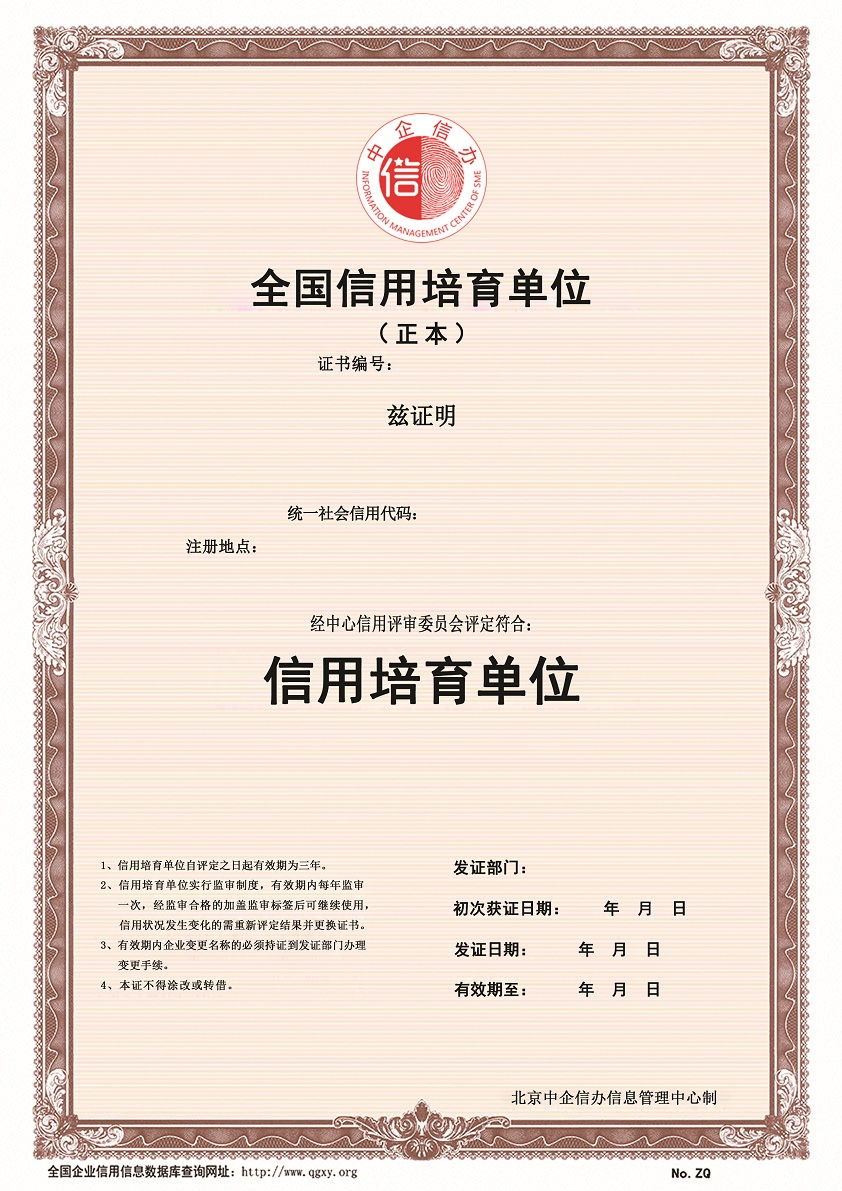 中企信办
信
INFORMATION MANAGEMENT CENTER OF SME
全国信用培育单位
（正本）
证书编号：
兹证明
统一社会信用代码：
注册地点：
经中心信用评审委员会评定符合：
信用培育单位
1、信用培育单位自评定之日起有效期为三年。
2、信用培育单位实行监审制度，有效期内每年监审
一次，经监审合格的加盖监审标签后可继续使用，
信用状况发生变化的需重新评定结果并更换证书。
3、有效期内企业变更名称的必须持证到发证部门办理
变更手续。
4、本证不得涂改或转借。
发证部门：
初次获证日期： 年 月 日
发证日期： 年 月 日
有效期至： 年 月 日
北京中企信办信息管理中心制
全国企业信用信息数据库查询网址：http://www.qgxy.org
No. ZQ